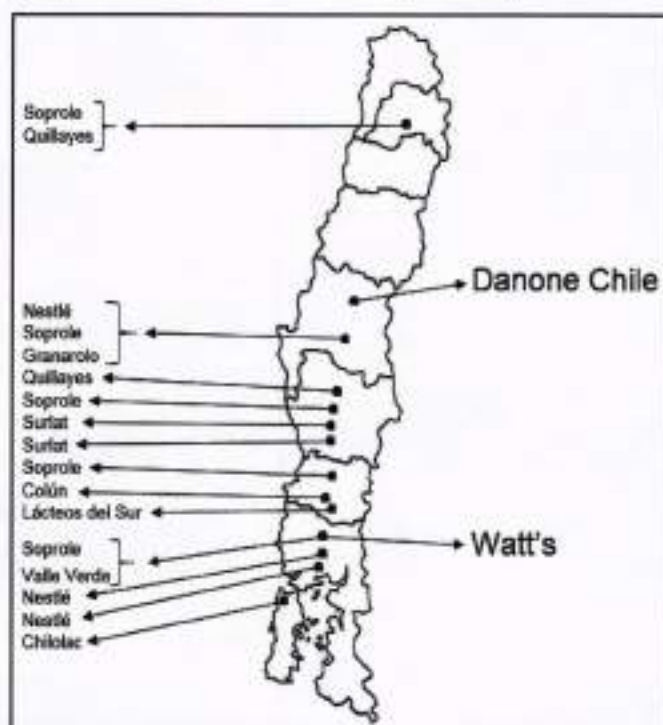 Soprole
Quillayes
Danone Chile
Nestlé
Soprole
Granarolo
Quillayes
Soprole
Surlat
Surlat
Soprole
Colún
Lácteos del Sur
Soprole
Watt's
Valle Verde
Nestlé
Nestlé
Chilolac